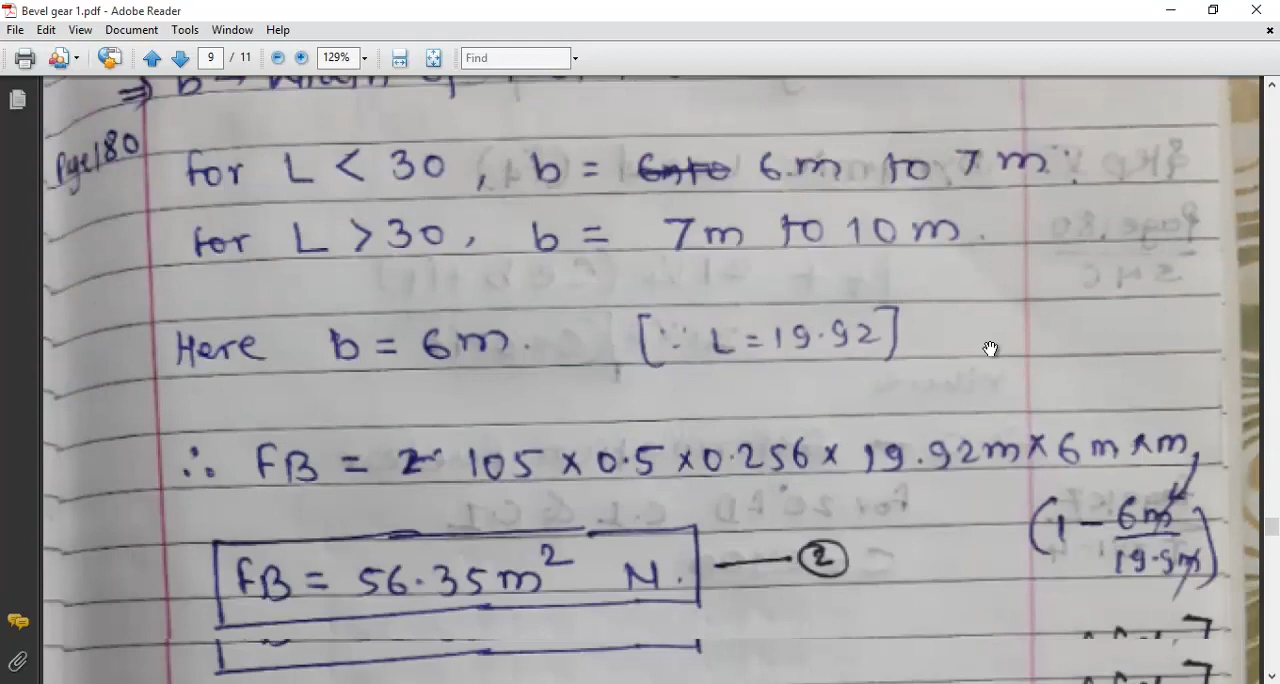 Bevel gear 1.pdf - Adobe Reader
File Edit View Document Tools Window Help
9 / 11 129% Find
⇒ b →
Pge 180
for L < 30, b = 6m to 7m.
for L > 30, b = 7m to 10m.
Here b = 6m. [∵ L = 19.92]
∴ FB = 105 × 0.5 × 0.256 × 19.92m × 6m × m
(1 - 6m/19.9m)
FB = 56.35m² N. — 2